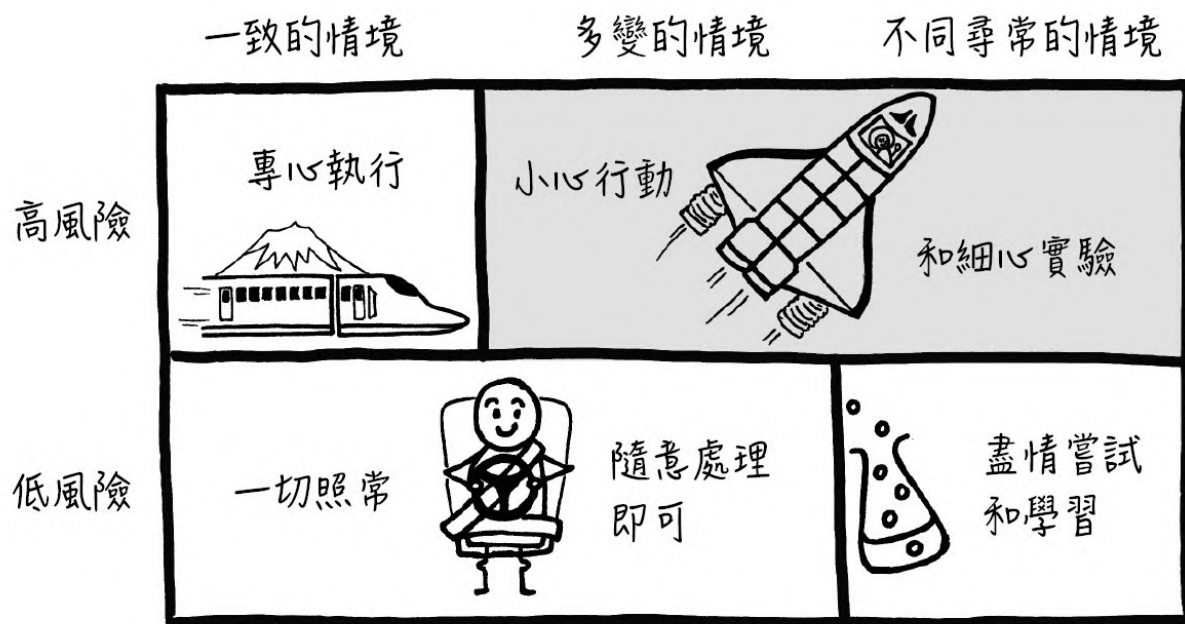 一致的情境
多變的情境
不同尋常的情境
高風險
專心執行
小心行動
和細心實驗
低風險
一切照常
隨意處理
即可
盡情嘗試
和學習